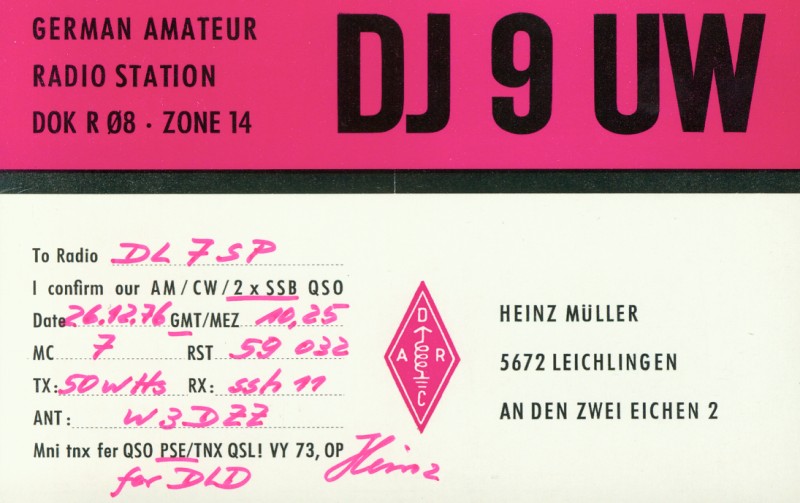 GERMAN AMATEUR
RADIO STATION
DOK R Ø8 · ZONE 14
DJ 9 UW
To Radio DL 7 SP
I confirm our AM/CW/2 x SSB QSO
Date 26.12.76 GMT/MEZ 10,25
MC 7 RST 59 032
TX: 50 watts RX: ssh 11
ANT: W3DZZ
Mni tnx fer QSO PSE/TNX QSL! VY 73, OP Heinz
for DLD
D
A R
C
HEINZ MÜLLER
5672 LEICHLINGEN
AN DEN ZWEI EICHEN 2